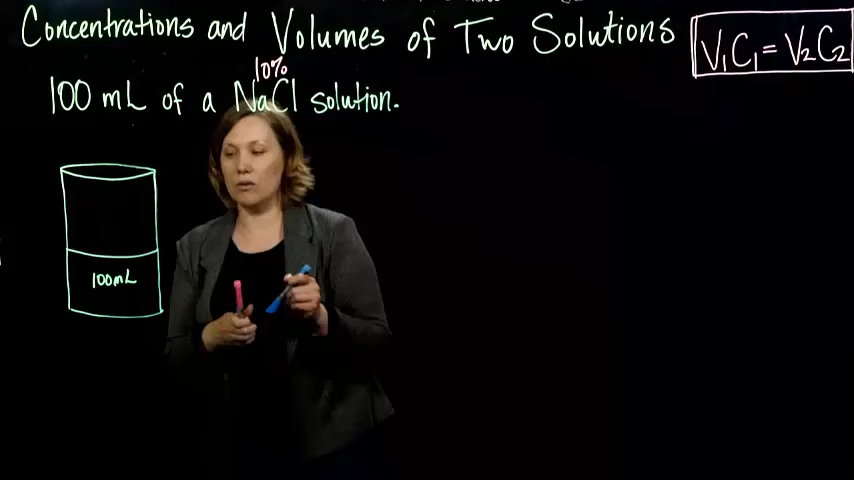 Concentrations and Volumes of Two Solutions
V₁C₁ = V₂C₂
10%
100 mL of a NaCl solution.
100mL